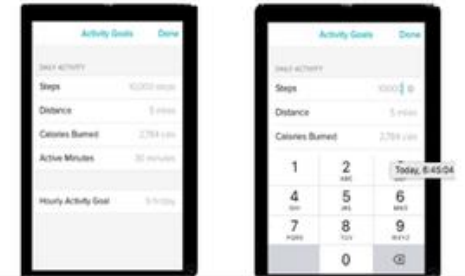 Activity Goals Done
DAILY ACTIVITY
Steps 10,000 steps
Distance 5 miles
Calories Burned 2,784 cals
Active Minutes 30 minutes
Hourly Activity Goal
Activity Goals Done
DAILY ACTIVITY
Steps 10000
Distance 5 miles
Calories Burned 2,784 cals
1
2 ABC
Today, 6:45:04
4 GHI
5 JKL
6 MNO
7 PQRS
8 TUV
9 WXYZ
0